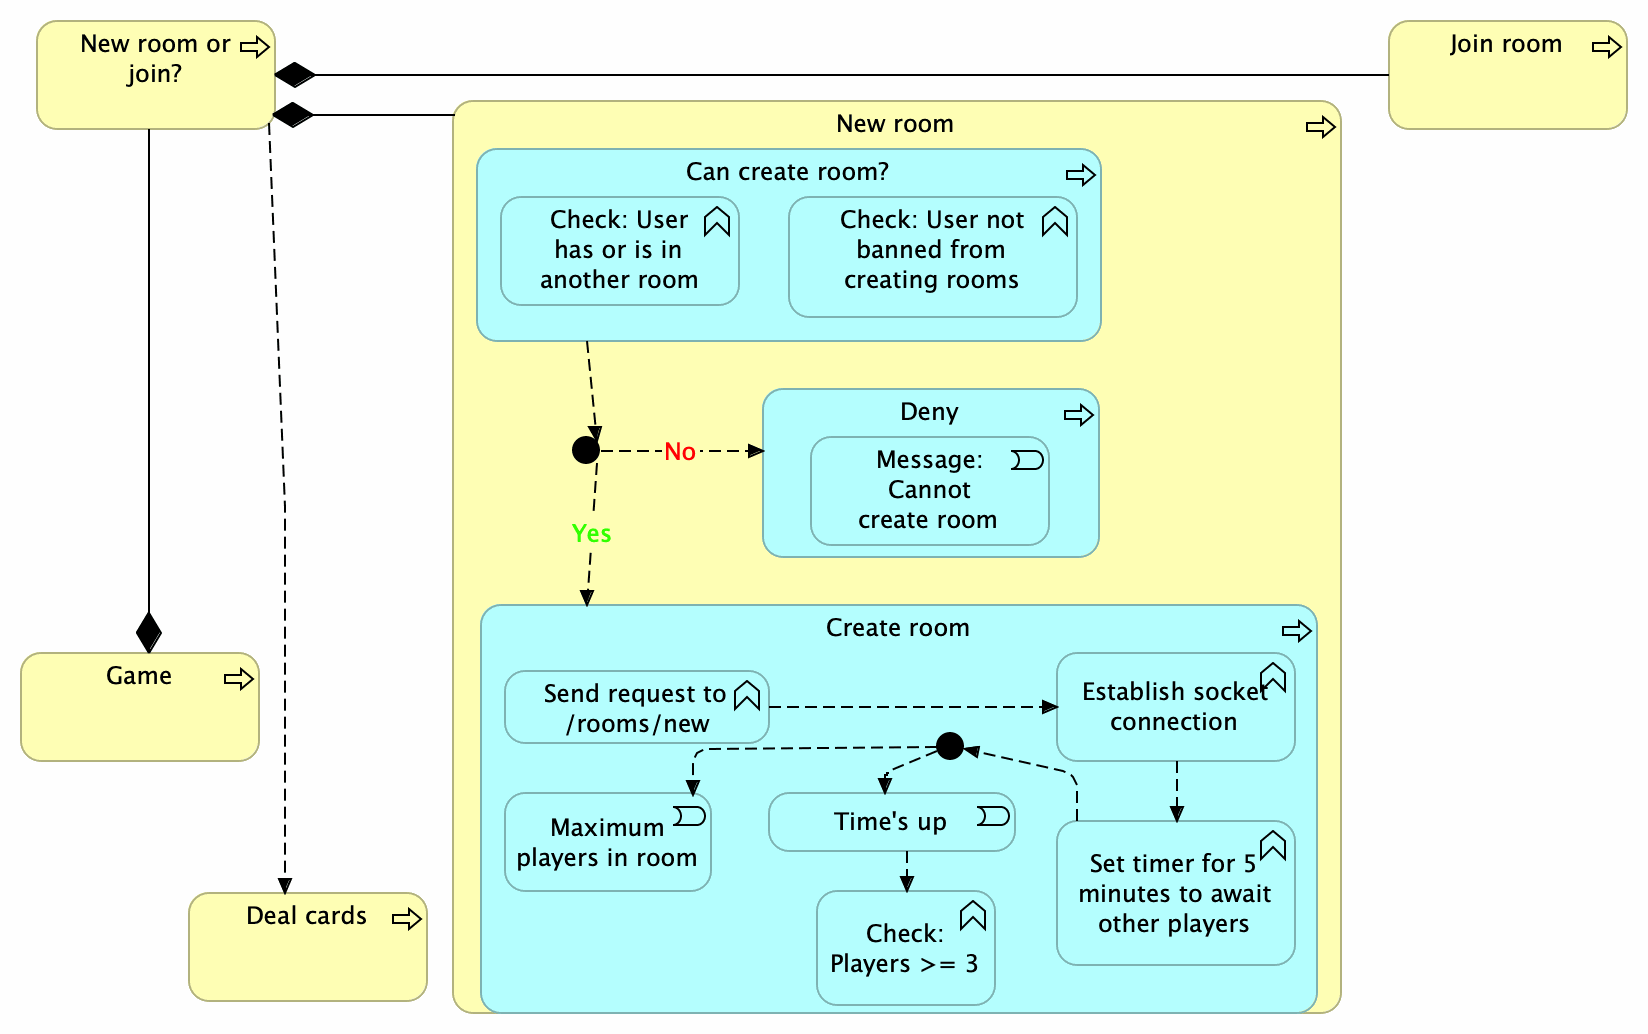 New room or
join?
Join room
New room
Can create room?
Check: User
has or is in
another room
Check: User not
banned from
creating rooms
Deny
No
Message:
Cannot
create room
Yes
Create room
Game
Send request to
/rooms/new
Establish socket
connection
Maximum
players in room
Time's up
Set timer for 5
minutes to await
other players
Deal cards
Check:
Players >= 3